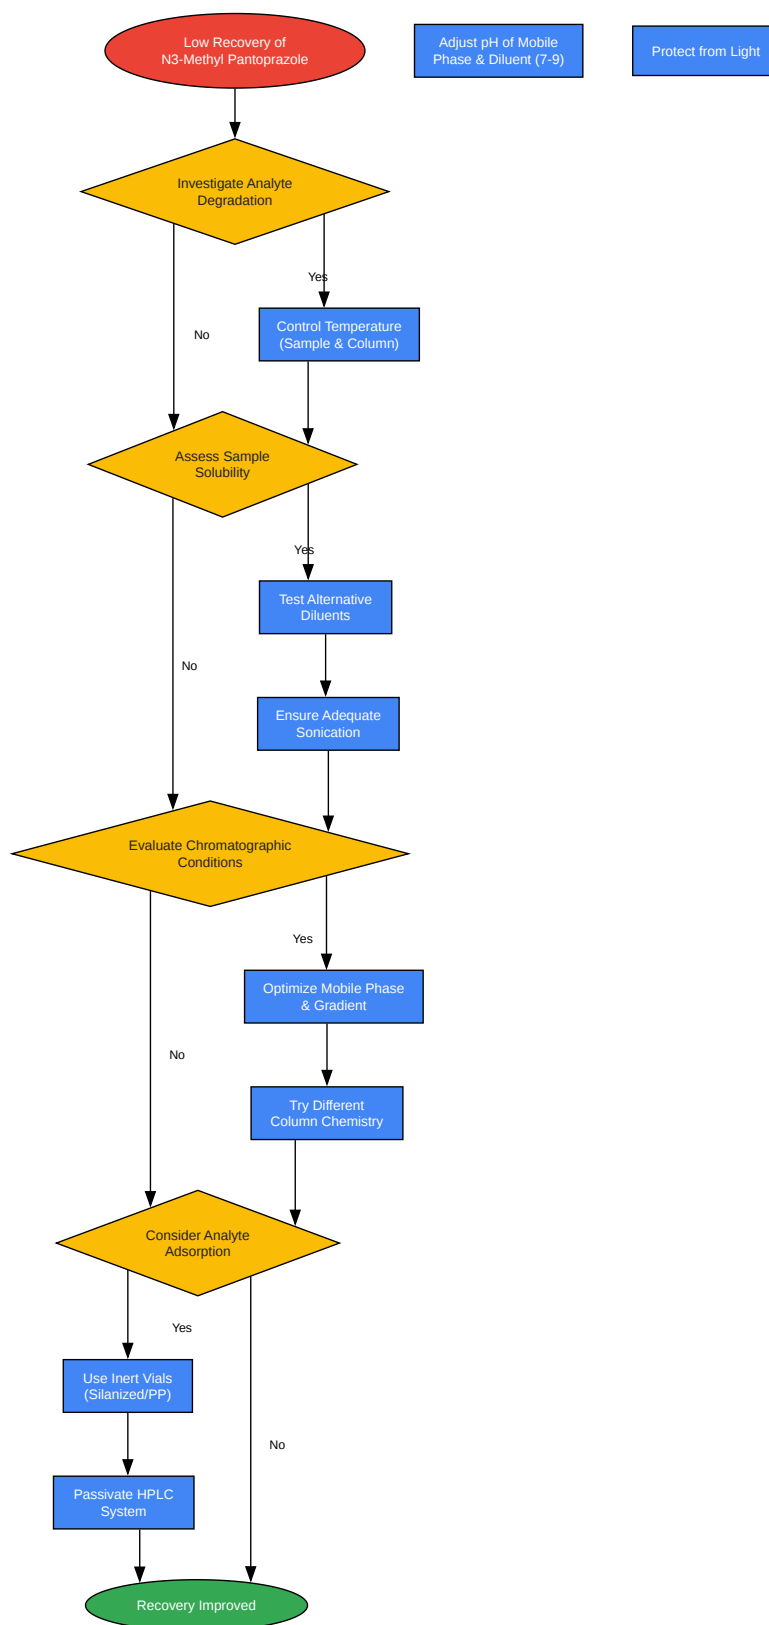 Low Recovery of
N3-Methyl Pantoprazole
Adjust pH of Mobile
Phase & Diluent (7-9)
Protect from Light
Investigate Analyte
Degradation
Yes
No
Control Temperature
(Sample & Column)
Assess Sample
Solubility
Yes
Test Alternative
Diluents
No
Ensure Adequate
Sonication
Evaluate Chromatographic
Conditions
Yes
Optimize Mobile Phase
& Gradient
No
Try Different
Column Chemistry
Consider Analyte
Adsorption
Yes
Use Inert Vials
(Silanized/PP)
No
Passivate HPLC
System
Recovery Improved